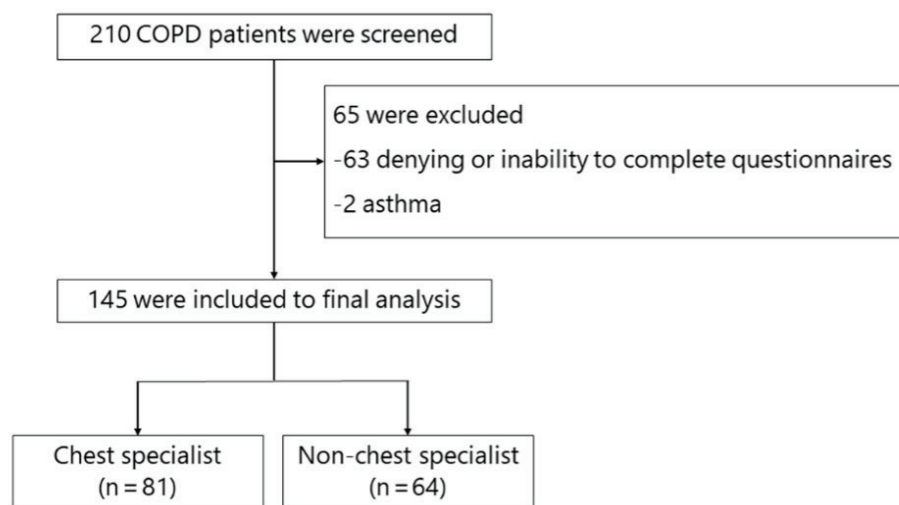 210 COPD patients were screened
65 were excluded
-63 denying or inability to complete questionnaires
-2 asthma
145 were included to final analysis
Chest specialist
(n = 81)
Non-chest specialist
(n = 64)